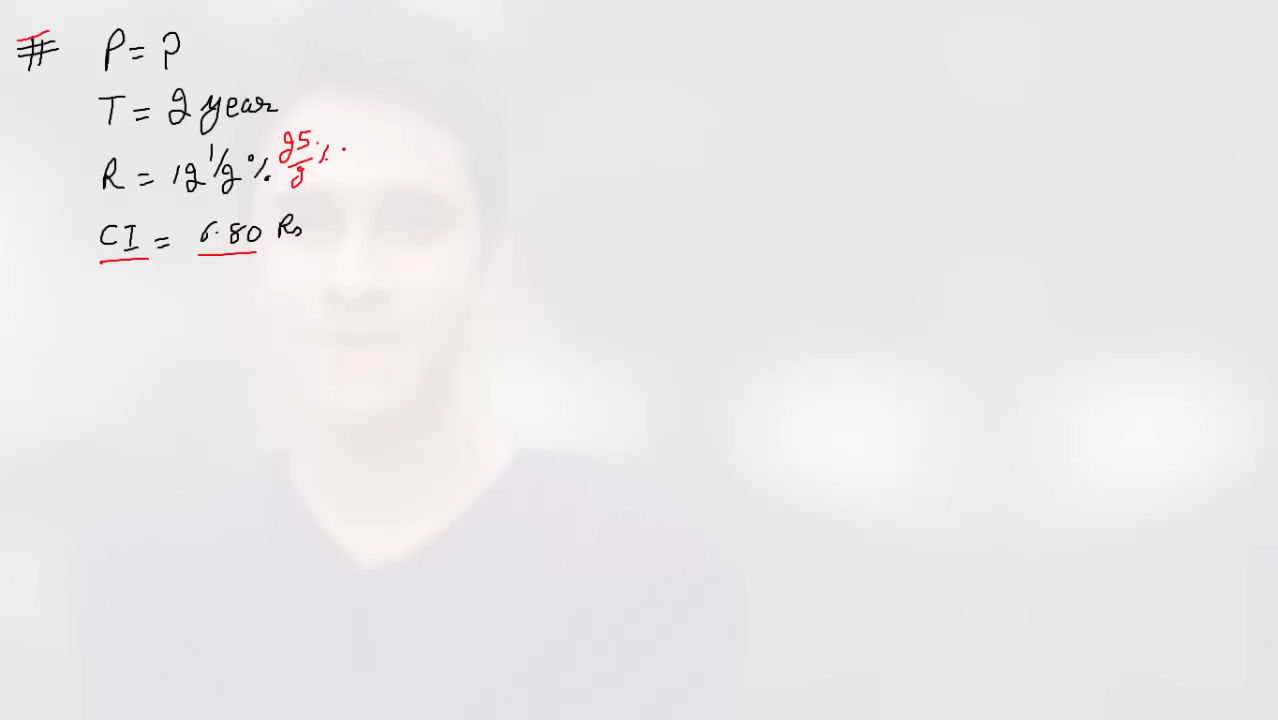 # P = ?
T = 2 year
R = 12 1/2 % 25/2 %.
CI = 6.80 Rs